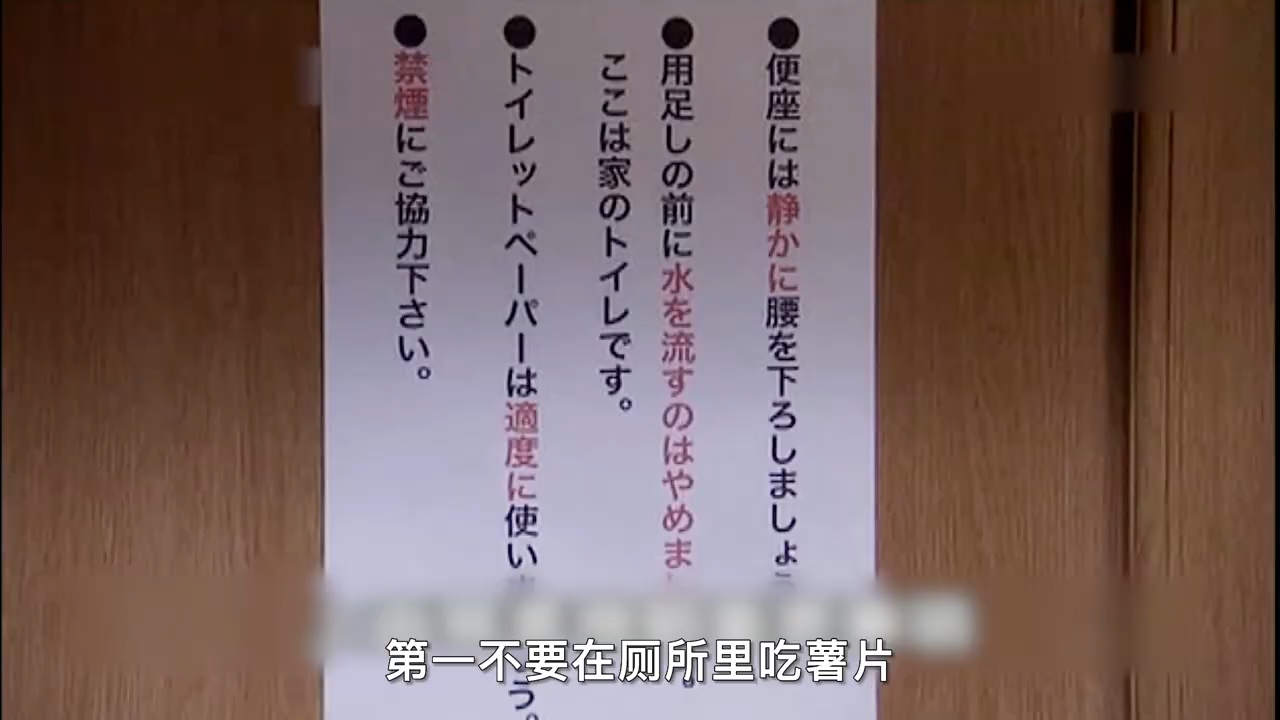 ●便座には静かに腰を下ろしましょう
●用足しの前に水を流すのはやめま
ここは家のトイレです。
●トイレットペーパーは適度に使い
う。
●禁煙にご協力下さい。
第一不要在厕所里吃薯片